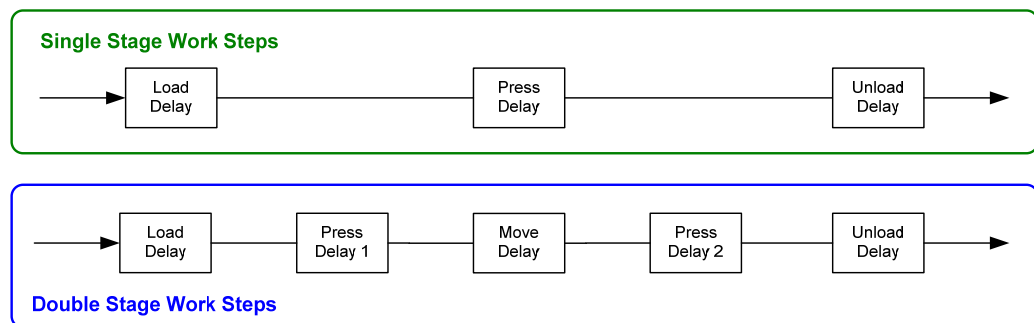 Single Stage Work Steps
Load
Delay
Press
Delay
Unload
Delay
Load
Delay
Press
Delay 1
Move
Delay
Press
Delay 2
Unload
Delay
Double Stage Work Steps